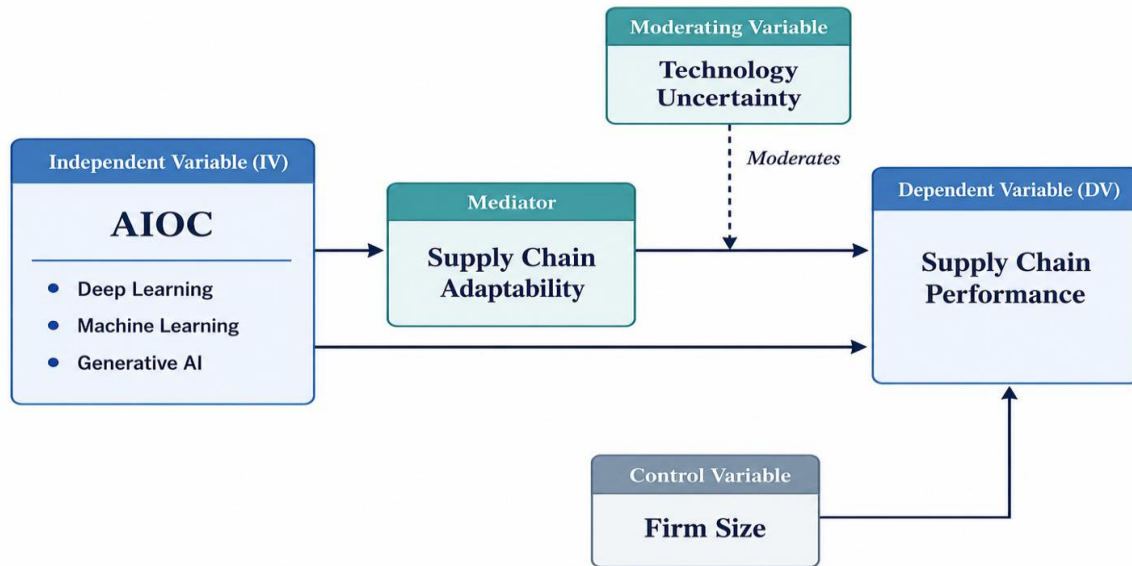 Moderating Variable
Technology
Uncertainty
Moderates
Independent Variable (IV)
AIOC
Deep Learning
Machine Learning
Generative AI
Mediator
Supply Chain
Adaptability
Dependent Variable (DV)
Supply Chain
Performance
Control Variable
Firm Size